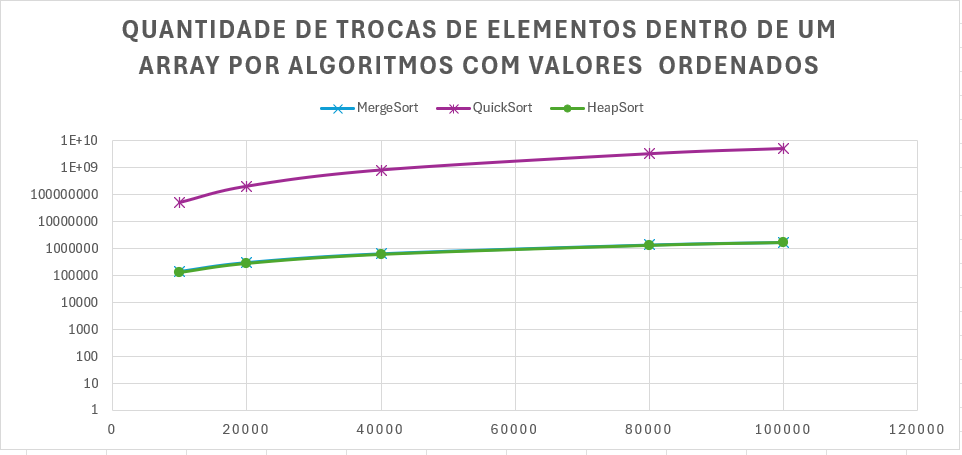 QUANTIDADE DE TROCAS DE ELEMENTOS DENTRO DE UM
ARRAY POR ALGORITMOS COM VALORES  ORDENADOS
MergeSort QuickSort HeapSort
1E+10
1E+09
100000000
10000000
1000000
100000
10000
1000
100
10
1
0 20000 40000 60000 80000 100000 120000